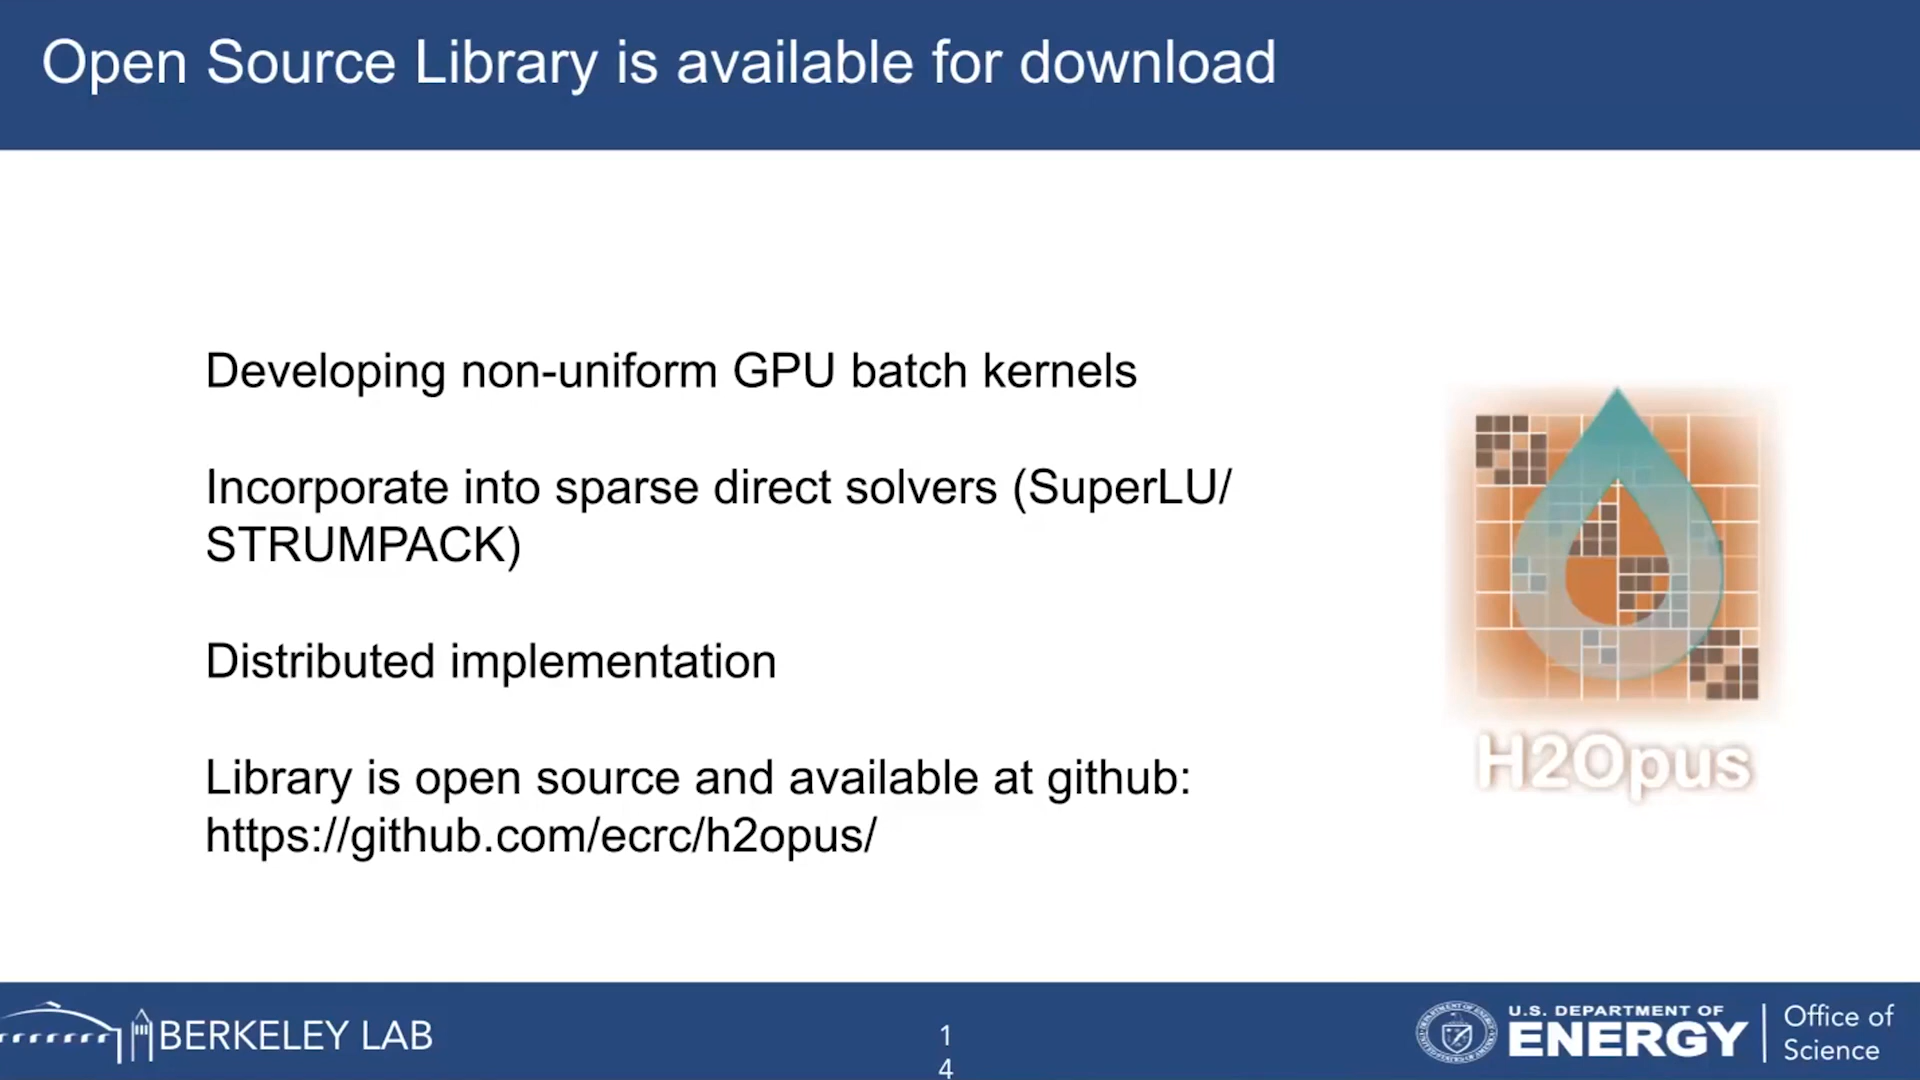 Open Source Library is available for download
Developing non-uniform GPU batch kernels
Incorporate into sparse direct solvers (SuperLU/
STRUMPACK)
Distributed implementation
Library is open source and available at github:
https://github.com/ecrc/h2opus/
H2Opus
BERKELEY LAB
1
4
U.S. DEPARTMENT OF
ENERGY
Office of
Science